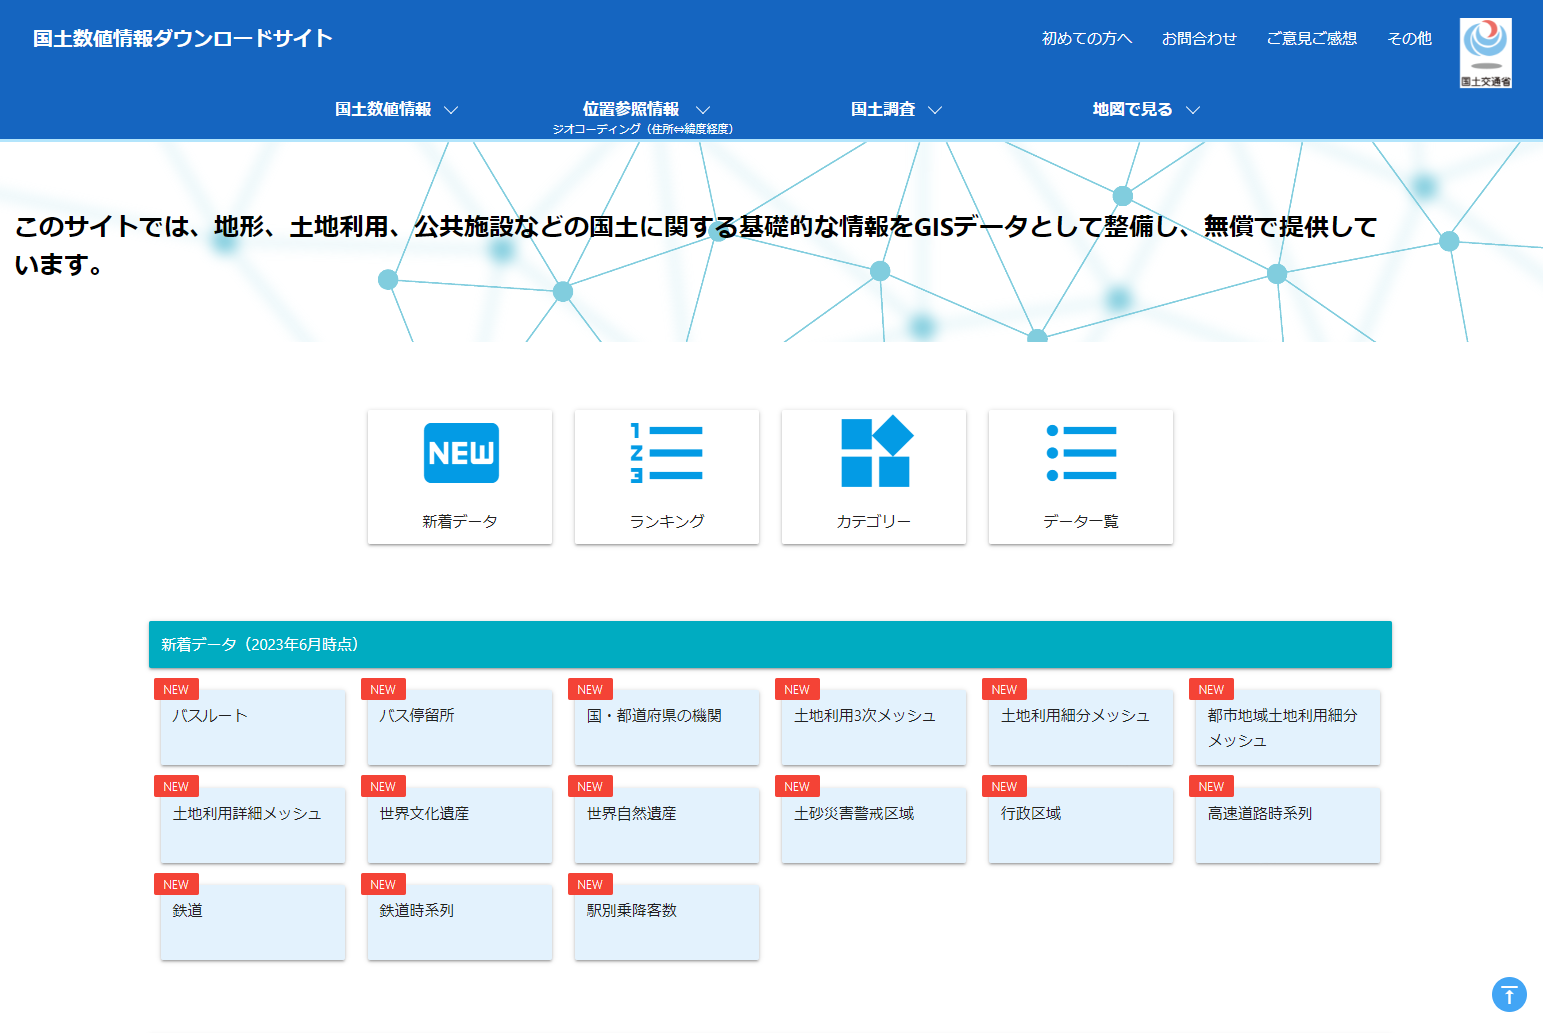 国土数値情報ダウンロードサイト
初めての方へ お問合わせ ご意見ご感想 その他
国土交通省
国土数値情報 位置参照情報 国土調査 地図で見る
ジオコーディング（住所⇔緯度経度）
このサイトでは、地形、土地利用、公共施設などの国土に関する基礎的な情報をGISデータとして整備し、無償で提供して
います。
NEW
1
2
3
新着データ ランキング カテゴリー データ一覧
新着データ（2023年6月時点）
NEW NEW NEW NEW NEW NEW
バスルート バス停留所 国・都道府県の機関 土地利用3次メッシュ 土地利用細分メッシュ 都市地域土地利用細分
メッシュ
NEW NEW NEW NEW NEW NEW
土地利用詳細メッシュ 世界文化遺産 世界自然遺産 土砂災害警戒区域 行政区域 高速道路時系列
NEW NEW NEW
鉄道 鉄道時系列 駅別乗降客数